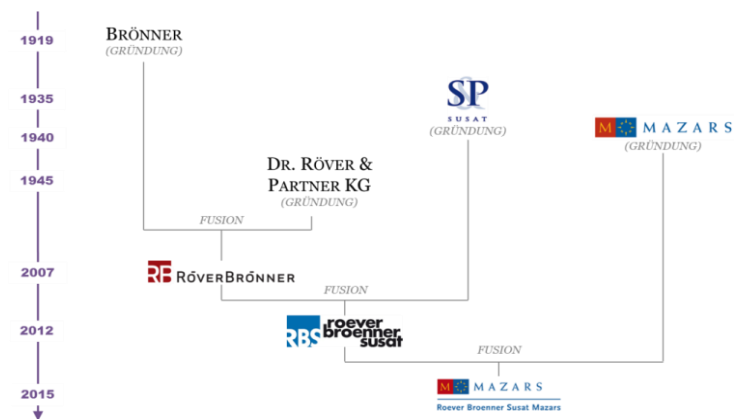 1919
BRÖNNER
(GRÜNDUNG)
1935
S&P
SUSAT
(GRÜNDUNG)
1940
M MAZARS
(GRÜNDUNG)
1945
DR. RÖVER &
PARTNER KG
(GRÜNDUNG)
FUSION
2007
RB RÖVERBRÖNNER
FUSION
2012
RBS roever
broenner
susat
FUSION
2015
M MAZARS
Roever Broenner Susat Mazars